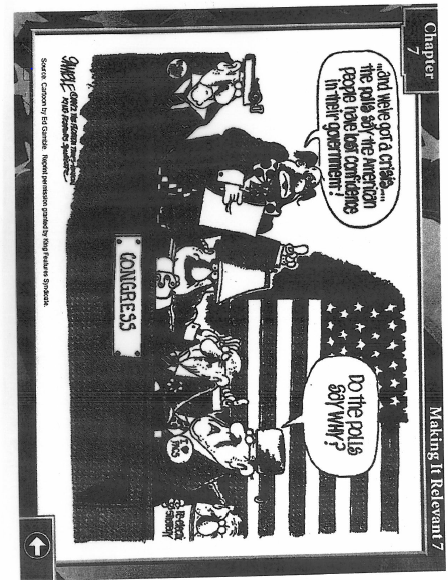 Chapter
7
Making It Relevant 7
"...and we've got a crisis.....
the polls say the American
People have lost confidence
in their government!
Do the polls
say WHY?
CONGRESS
GAMBLE
Source: Cartoon by Ed Gamble. Reprint permission granted by King Features Syndicate.